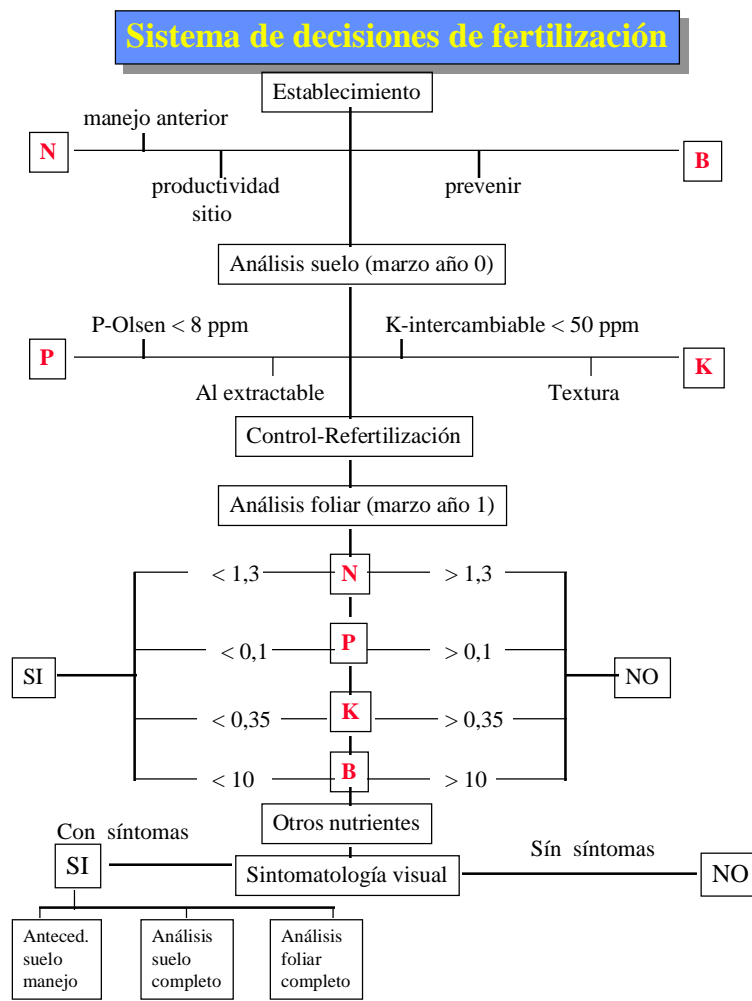 Sistema de decisiones de fertilización
Establecimiento
manejo anterior
N
B
productividad
sitio
prevenir
Análisis suelo (marzo año 0)
P-Olsen < 8 ppm
K-intercambiable < 50 ppm
P
K
Al extractable
Textura
Control-Refertilización
Análisis foliar (marzo año 1)
< 1,3
N
> 1,3
< 0,1
P
> 0,1
SI
NO
< 0,35
K
> 0,35
< 10
B
> 10
Otros nutrientes
Con síntomas
SI
Sintomatología visual
Sín síntomas
NO
Anteced.
suelo
manejo
Análisis
suelo
completo
Análisis
foliar
completo